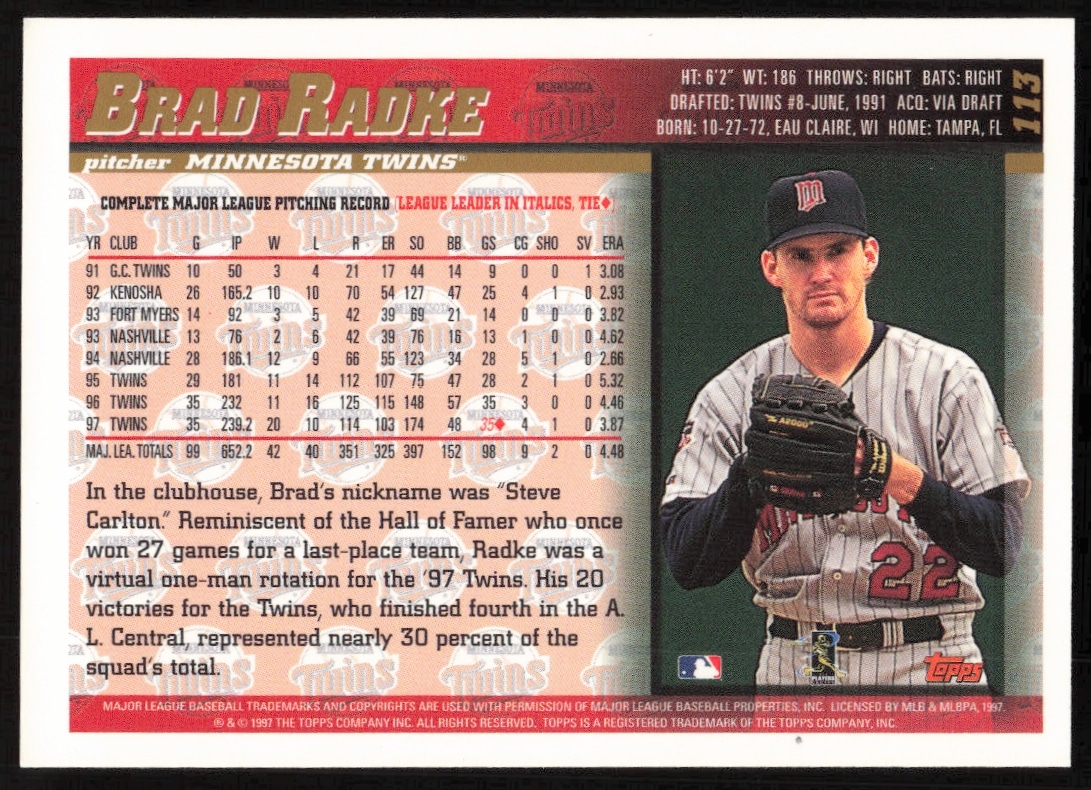 BRAD RADKE
HT: 6'2" WT: 186 THROWS: RIGHT BATS: RIGHT
DRAFTED: TWINS #8-JUNE, 1991 ACQ: VIA DRAFT
BORN: 10-27-72, EAU CLAIRE, WI HOME: TAMPA, FL
113
pitcher MINNESOTA TWINS®
COMPLETE MAJOR LEAGUE PITCHING RECORD (LEAGUE LEADER IN ITALICS, TIE♦)
YR CLUB G IP W L R ER SO BB GS CG SHO SV ERA
91 G.C. TWINS 10 50 3 4 21 17 44 14 9 0 0 1 3.08
92 KENOSHA 26 165.2 10 10 70 54 127 47 25 4 1 0 2.93
93 FORT MYERS 14 92 3 5 42 39 69 21 14 0 0 0 3.82
93 NASHVILLE 13 76 2 6 42 39 76 16 13 1 0 0 4.62
94 NASHVILLE 28 186.1 12 9 66 55 123 34 28 5 1 0 2.66
95 TWINS 29 181 11 14 112 107 75 47 28 2 1 0 5.32
96 TWINS 35 232 11 16 125 115 148 57 35 3 0 0 4.46
97 TWINS 35 239.2 20 10 114 103 174 48 35♦ 4 1 0 3.87
MAJ. LEA. TOTALS 99 652.2 42 40 351 325 397 152 98 9 2 0 4.48
In the clubhouse, Brad's nickname was "Steve
Carlton." Reminiscent of the Hall of Famer who once
won 27 games for a last-place team, Radke was a
virtual one-man rotation for the '97 Twins. His 20
victories for the Twins, who finished fourth in the A.
L. Central, represented nearly 30 percent of the
squad's total.
THE A2000
22
PLAYERS
TOPPS
MAJOR LEAGUE BASEBALL TRADEMARKS AND COPYRIGHTS ARE USED WITH PERMISSION OF MAJOR LEAGUE BASEBALL PROPERTIES, INC. LICENSED BY MLB & MLBPA, 1997.
® & © 1997 THE TOPPS COMPANY INC. ALL RIGHTS RESERVED. TOPPS IS A REGISTERED TRADEMARK OF THE TOPPS COMPANY, INC.